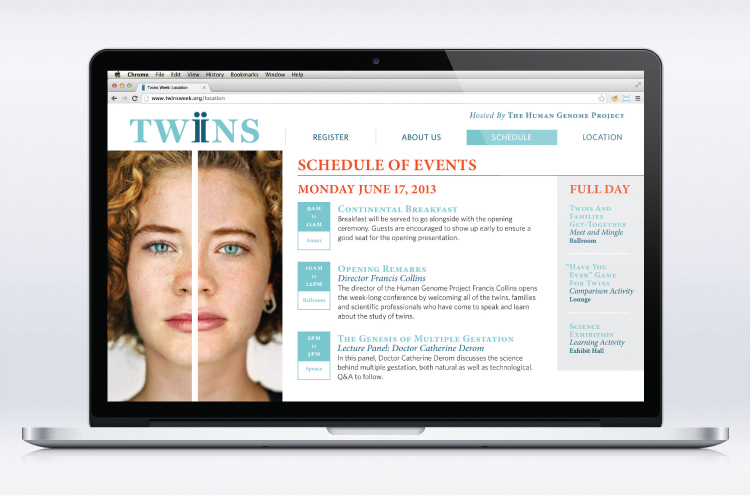 Chrome File Edit View History Bookmarks Window Help
Twins Week Location
www.twinsweek.org/location
Hosted By THE HUMAN GENOME PROJECT
TWiiNS
REGISTER ABOUT US SCHEDULE LOCATION
SCHEDULE OF EVENTS
MONDAY JUNE 17, 2013
9AM
to
11AM
Annex
CONTINENTAL BREAKFAST
Breakfast will be served to go alongside with the opening
ceremony. Guests are encouraged to show up early to ensure a
good seat for the opening presentation.
10AM
to
12PM
Ballroom
OPENING REMARKS
Director Francis Collins
The director of the Human Genome Project Francis Collins opens
the week-long conference by welcoming all of the twins, families
and scientific professionals who have come to speak and learn
about the study of twins.
2PM
to
3PM
Spruce
THE GENESIS OF MULTIPLE GESTATION
Lecture Panel: Doctor Catherine Derom
In this panel, Doctor Catherine Derom discusses the science
behind multiple gestation, both natural as well as technological.
Q&A to follow.
FULL DAY
TWINS AND
FAMILIES
GET-TOGETHER
Meet and Mingle
Ballroom
"HAVE YOU
EVER" GAME
FOR TWINS
Comparison Activity
Lounge
SCIENCE
EXHIBITION
Learning Activity
Exhibit Hall